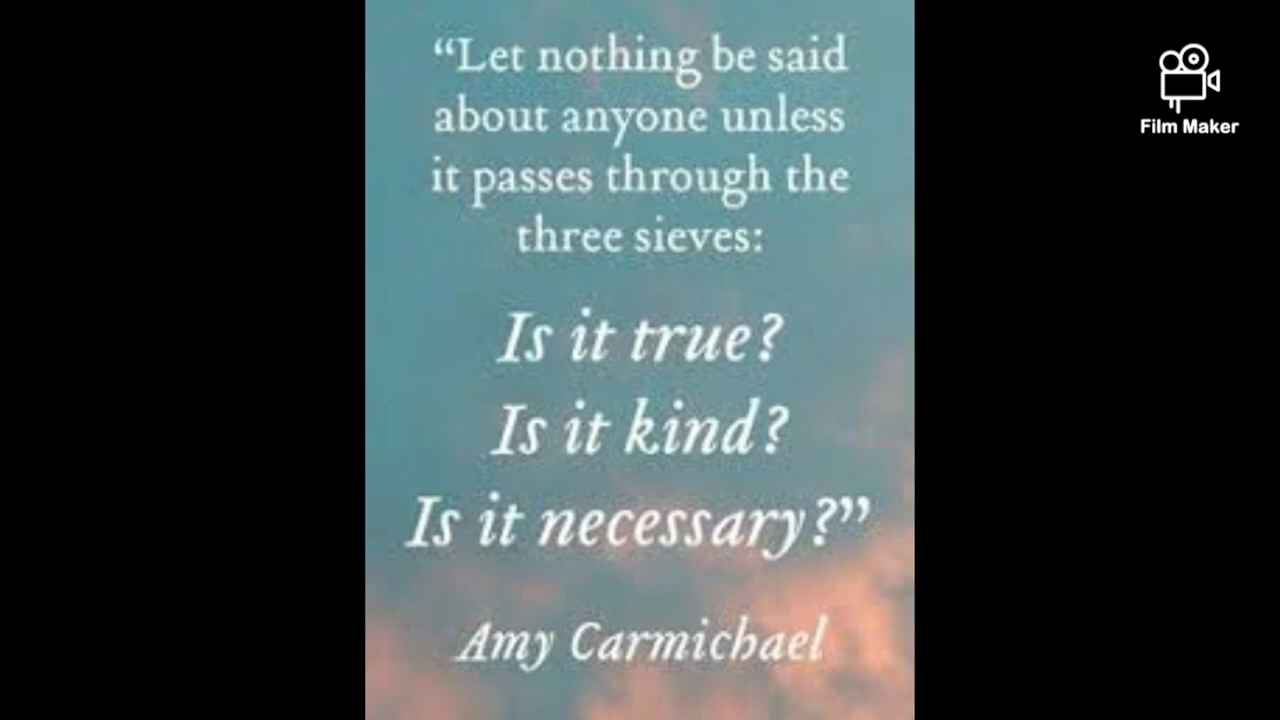 “Let nothing be said
about anyone unless
it passes through the
three sieves:
Is it true?
Is it kind?
Is it necessary?”
Amy Carmichael
Film Maker